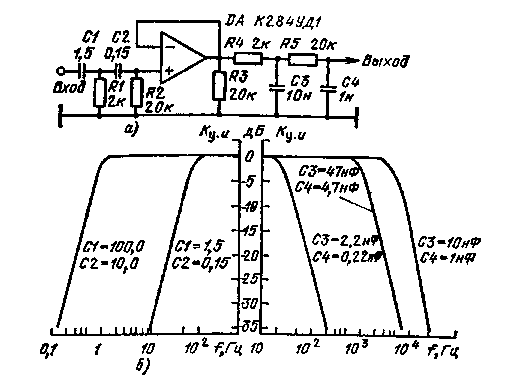 DA К284УД1
C1 C2
1,5 0,15
R4 2к R5 20к
Выход
Вход
R1
2к
R2
20к
R3
20к
C3
10н
C4
1н
а)
Kу.и дБ Kу.и
0
-5
-10
-15
-20
-25
-30
-35
C1=100,0
C2=10,0
C1=1,5
C2=0,15
C3=47нФ
C4=4,7нФ
C3=2,2нФ
C4=0,22нФ
C3=10нФ
C4=1нФ
0,1 1 10 10² f,Гц 10 10² 10³ 10⁴ f,Гц
б)